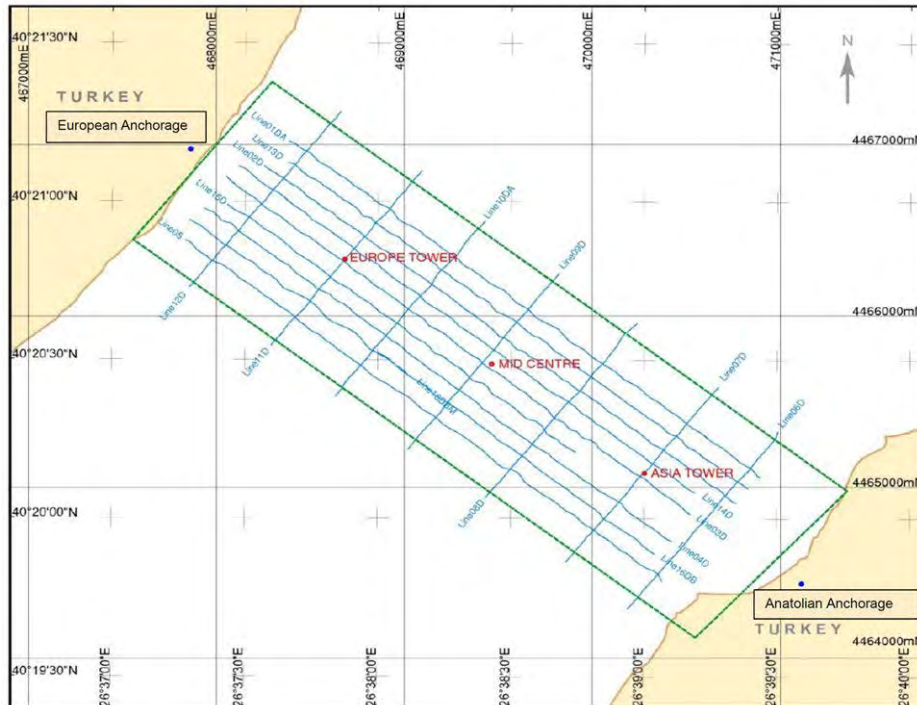 467000mE
468000mE
469000mE
470000mE
471000mE
40°21'30"N
TURKEY
European Anchorage
N
4467000mN
40°21'00"N
Line01DA
Line13D
Line02D
Line15D
Line05
Line12D
Line11D
Line10DA
Line09D
EUROPE TOWER
4466000mN
40°20'30"N
MID CENTRE
Line07D
Line06D
ASIA TOWER
4465000mN
40°20'00"N
Line08D
Line14D
Line03D
Line04D
Line16DB
Anatolian Anchorage
TURKEY
4464000mN
40°19'30"N
26°37'00"E
26°37'30"E
26°38'00"E
26°38'30"E
26°39'00"E
26°39'30"E
26°40'00"E